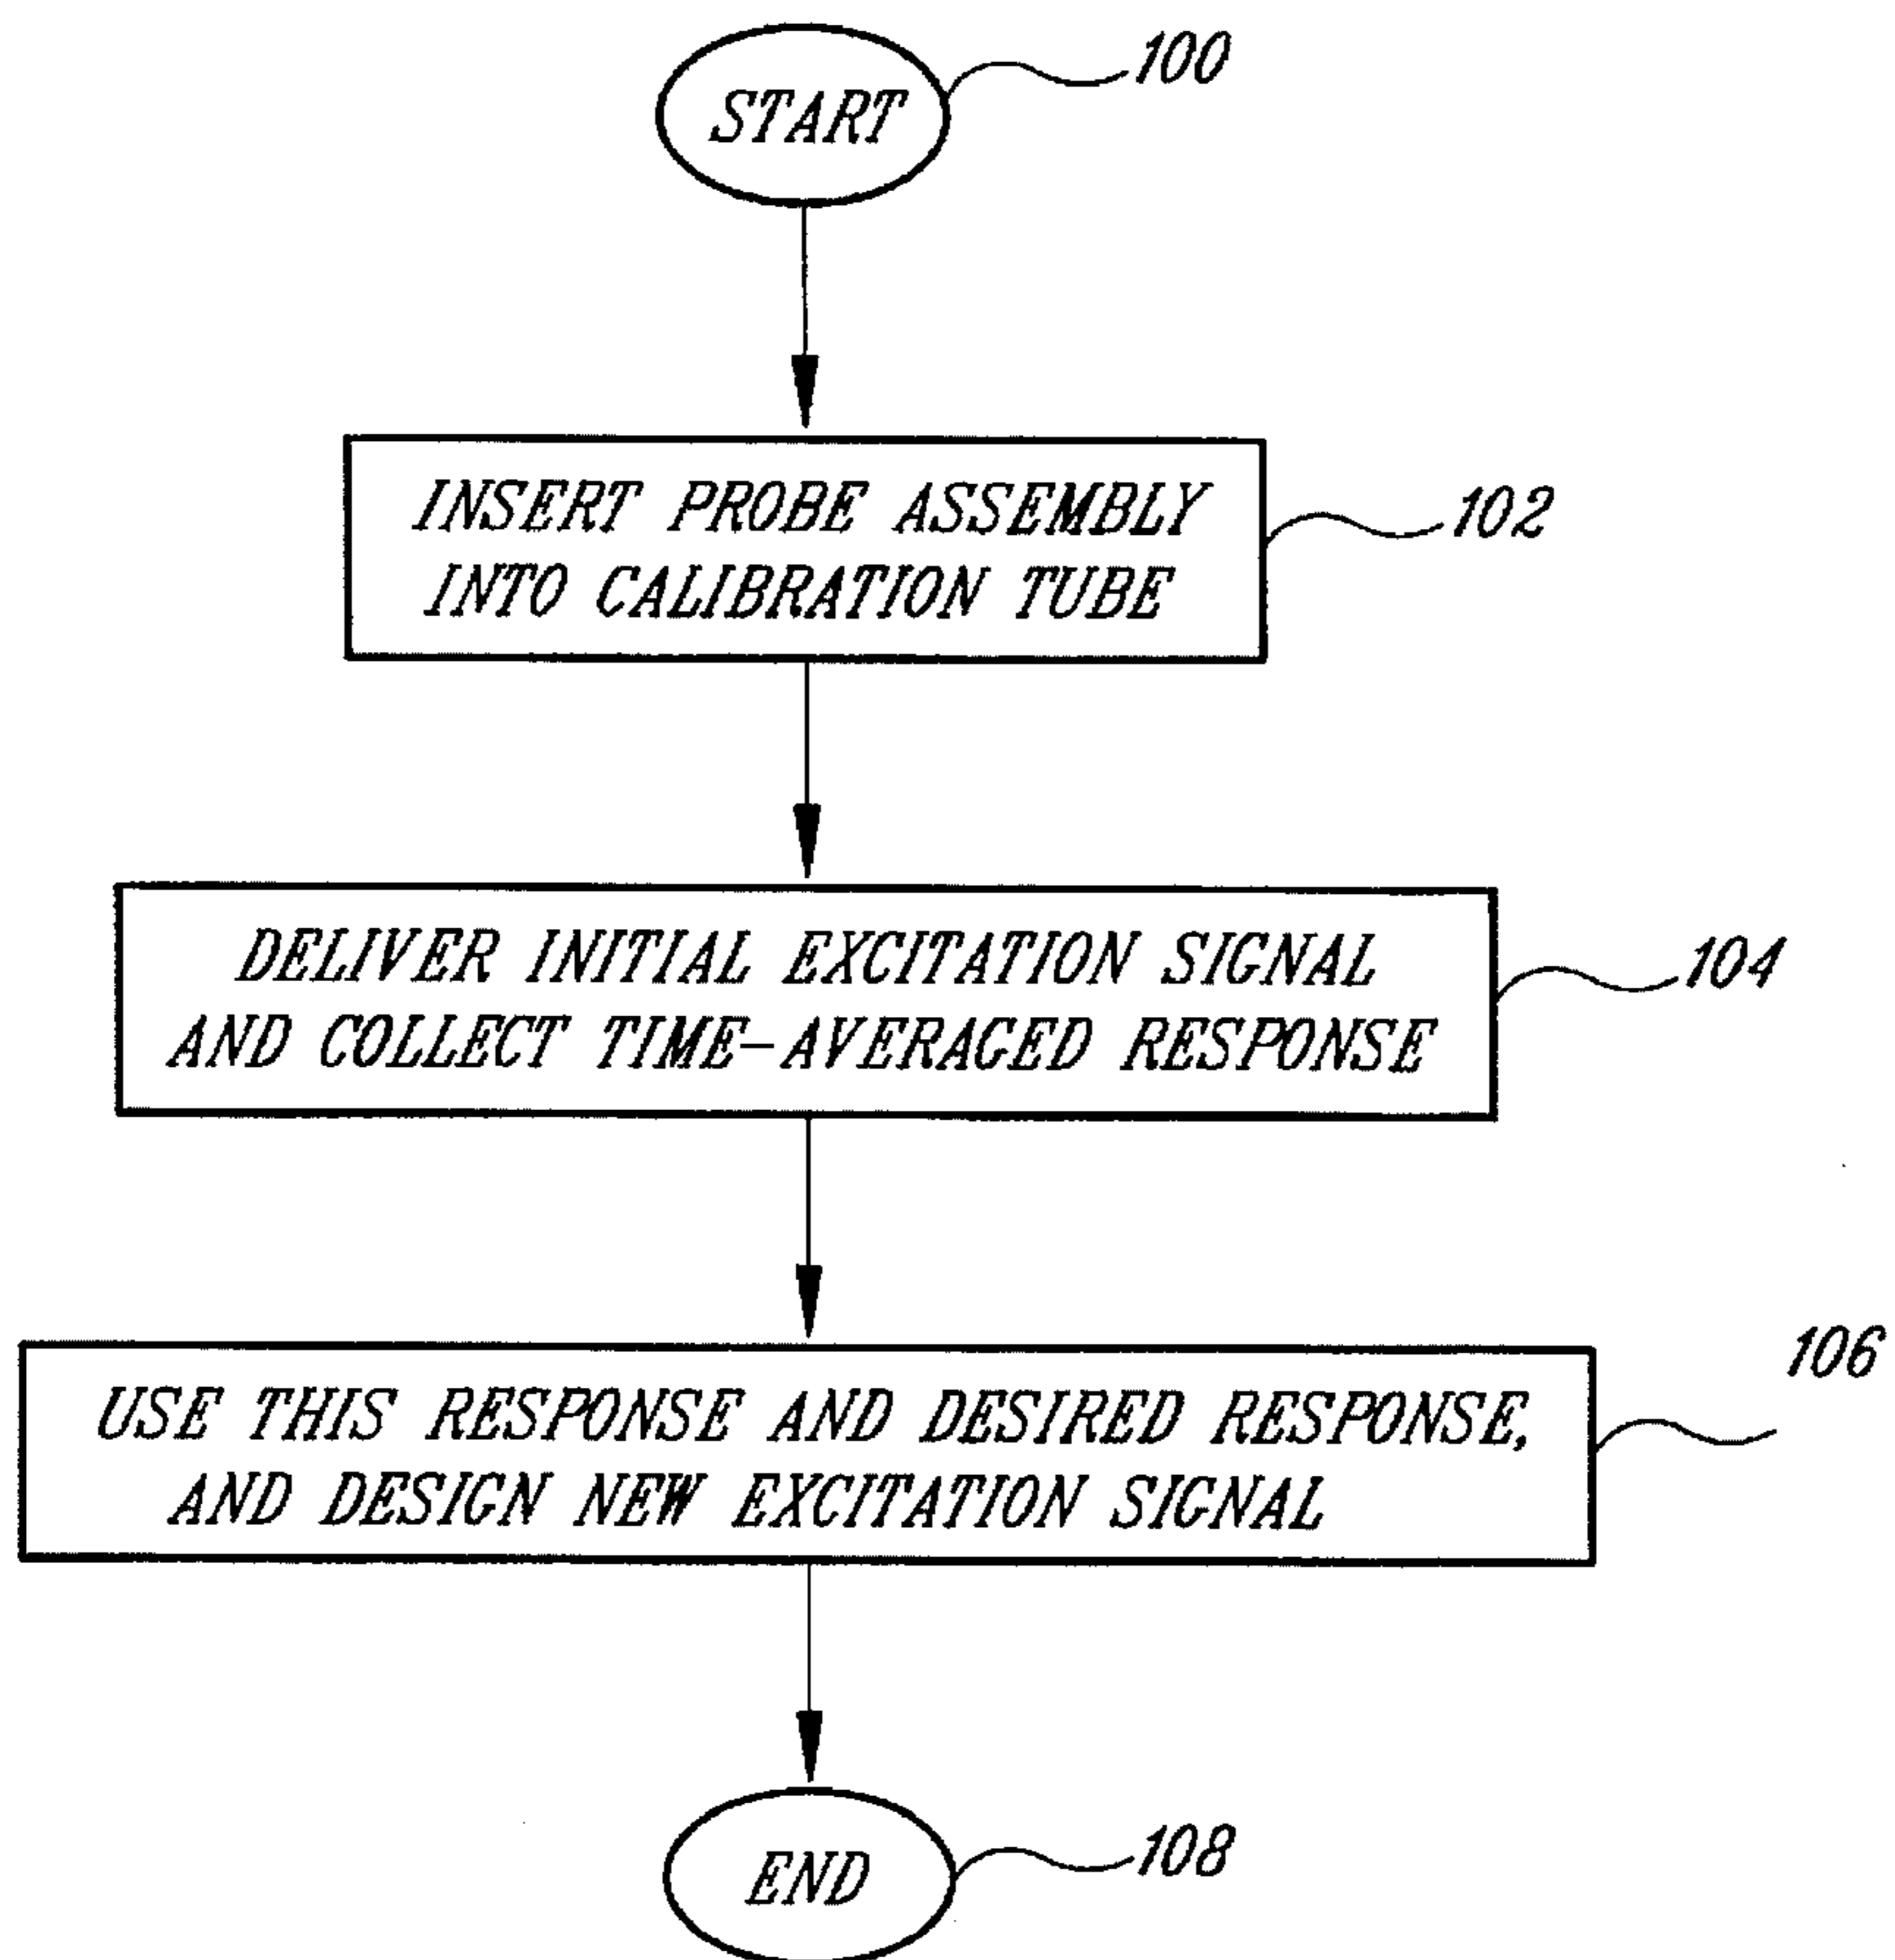 START
100
INSERT PROBE ASSEMBLY
INTO CALIBRATION TUBE
102
DELIVER INITIAL EXCITATION SIGNAL
AND COLLECT TIME-AVERAGED RESPONSE
104
USE THIS RESPONSE AND DESIRED RESPONSE,
AND DESIGN NEW EXCITATION SIGNAL
106
END
108